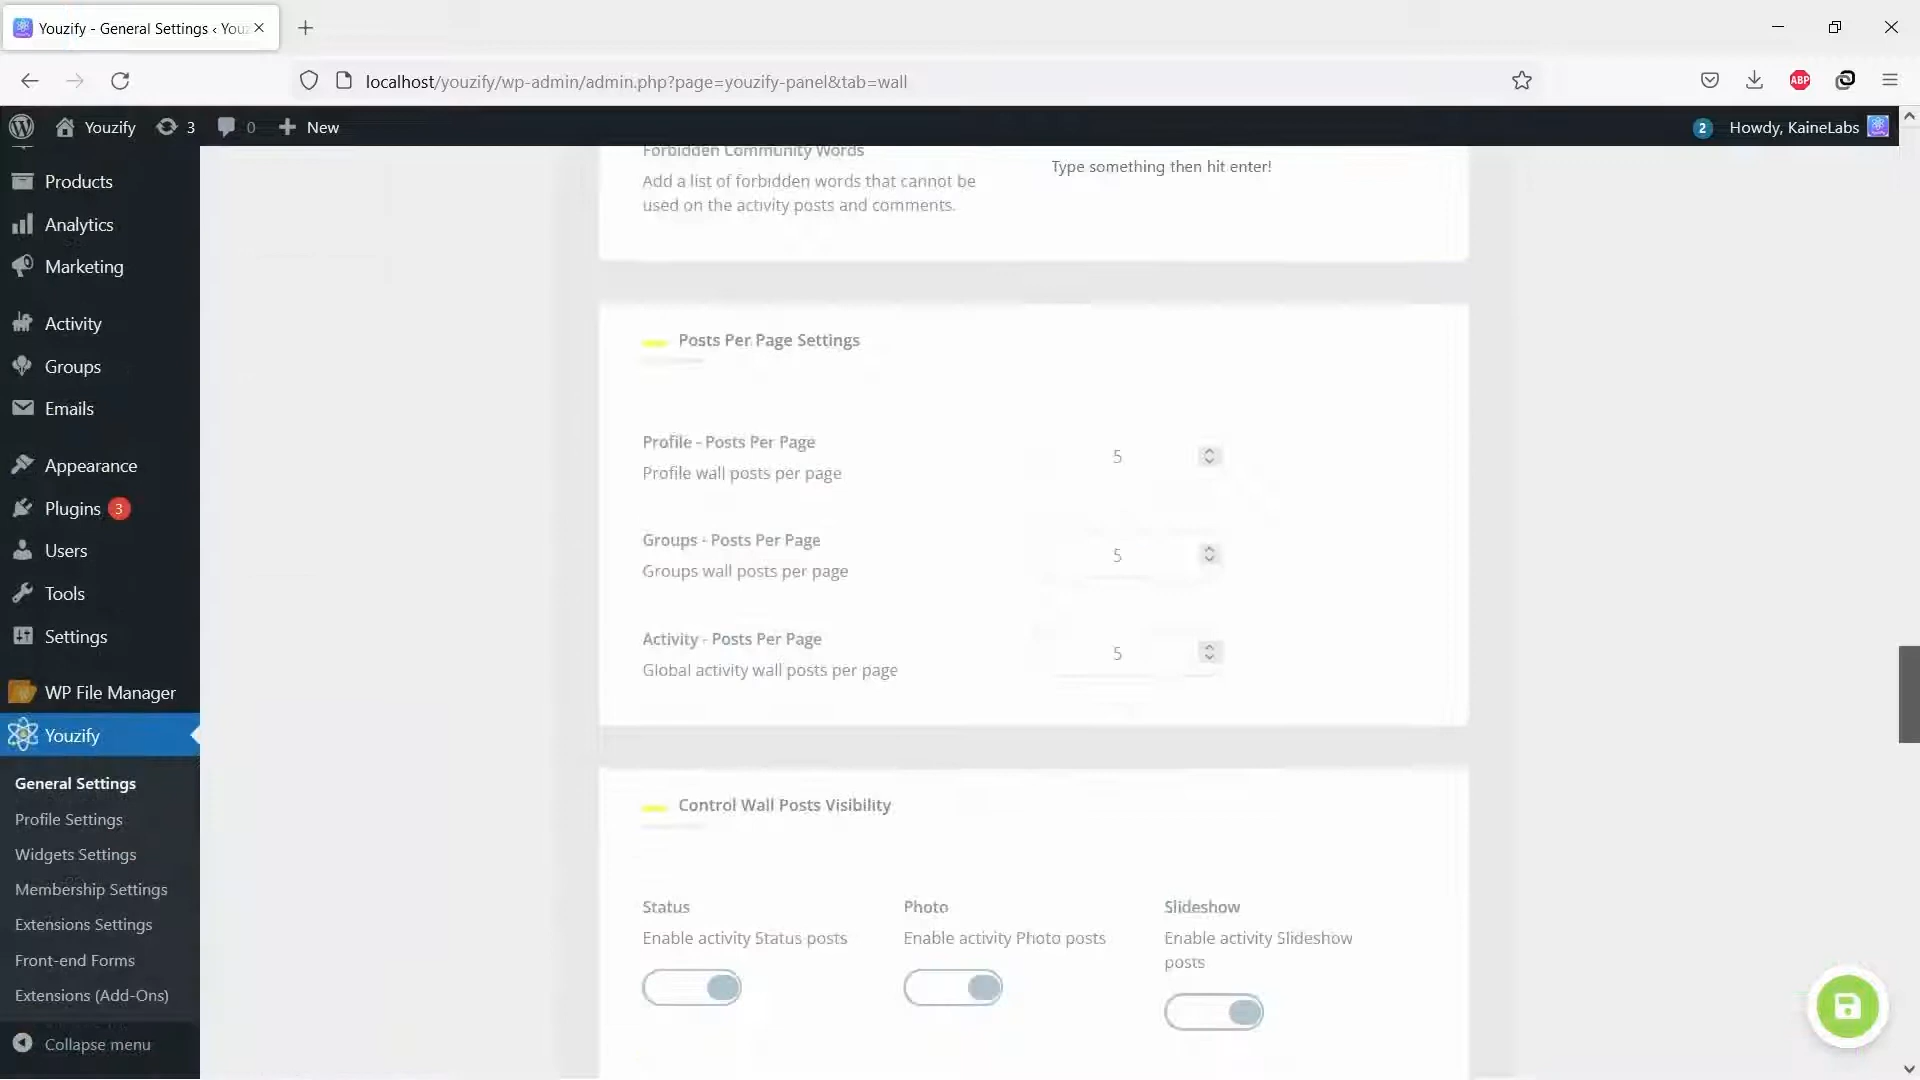 Youzify - General Settings ‹ Youz
localhost/youzify/wp-admin/admin.php?page=youzify-panel&tab=wall
ABP
Youzify 3 0 New
2 Howdy, KaineLabs
Products
Analytics
Marketing
Activity
Groups
Emails
Appearance
Plugins 3
Users
Tools
Settings
WP File Manager
Youzify
General Settings
Profile Settings
Widgets Settings
Membership Settings
Extensions Settings
Front-end Forms
Extensions (Add-Ons)
Collapse menu
Forbidden Community Words
Type something then hit enter!
Add a list of forbidden words that cannot be
used on the activity posts and comments.
Posts Per Page Settings
Profile - Posts Per Page
Profile wall posts per page
5
Groups - Posts Per Page
Groups wall posts per page
5
Activity - Posts Per Page
Global activity wall posts per page
5
Control Wall Posts Visibility
Status
Enable activity Status posts
Photo
Enable activity Photo posts
Slideshow
Enable activity Slideshow
posts